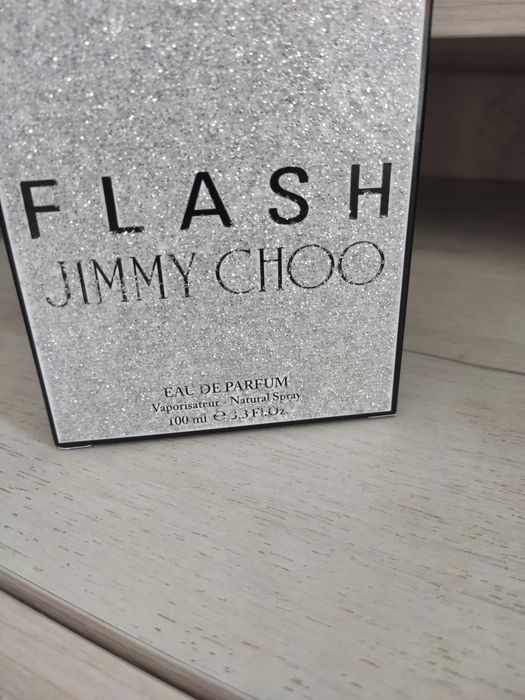 FLASH
JIMMY CHOO
EAU DE PARFUM
Vaporisateur - Natural Spray
100 ml ℮ 3.3 Fl.Oz.